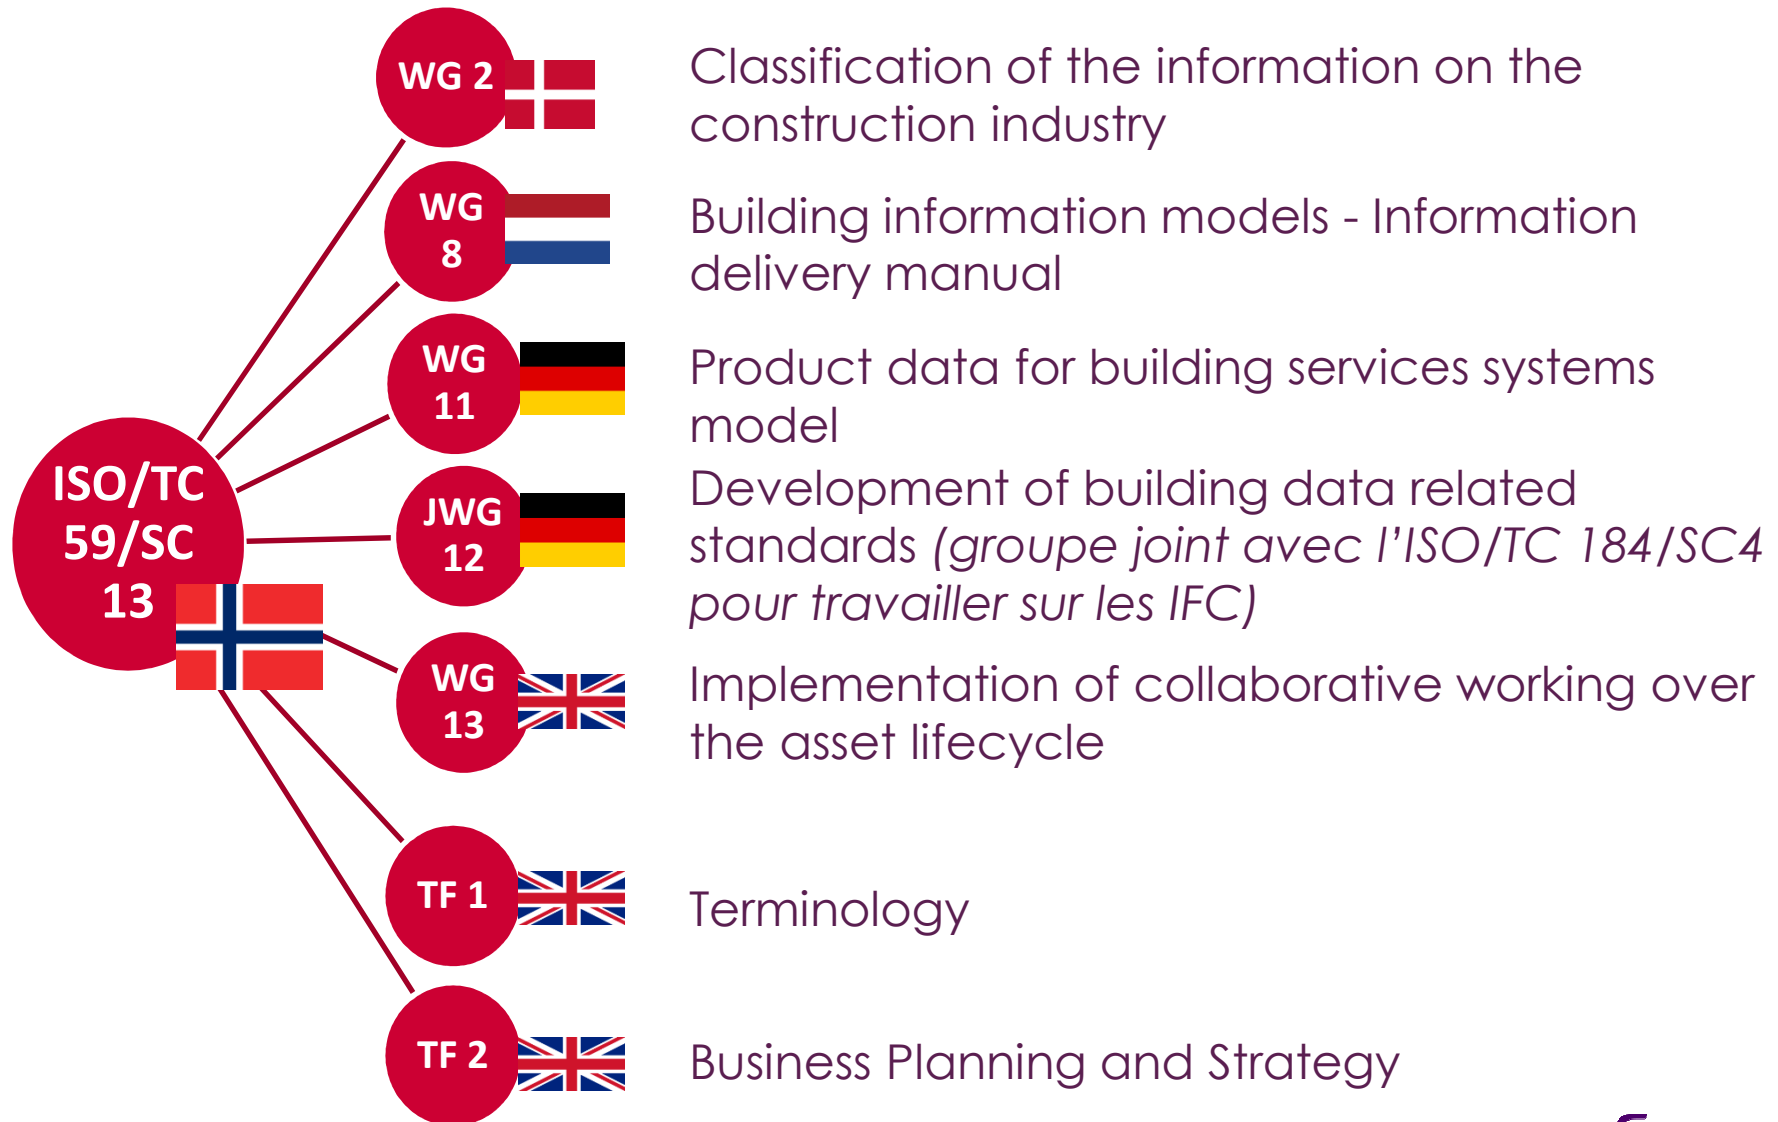 WG 2
Classification of the information on the
construction industry
WG
8
Building information models - Information
delivery manual
WG
11
Product data for building services systems
model
ISO/TC
59/SC
13
JWG
12
Development of building data related
standards (groupe joint avec l’ISO/TC 184/SC4
pour travailler sur les IFC)
WG
13
Implementation of collaborative working over
the asset lifecycle
TF 1
Terminology
TF 2
Business Planning and Strategy